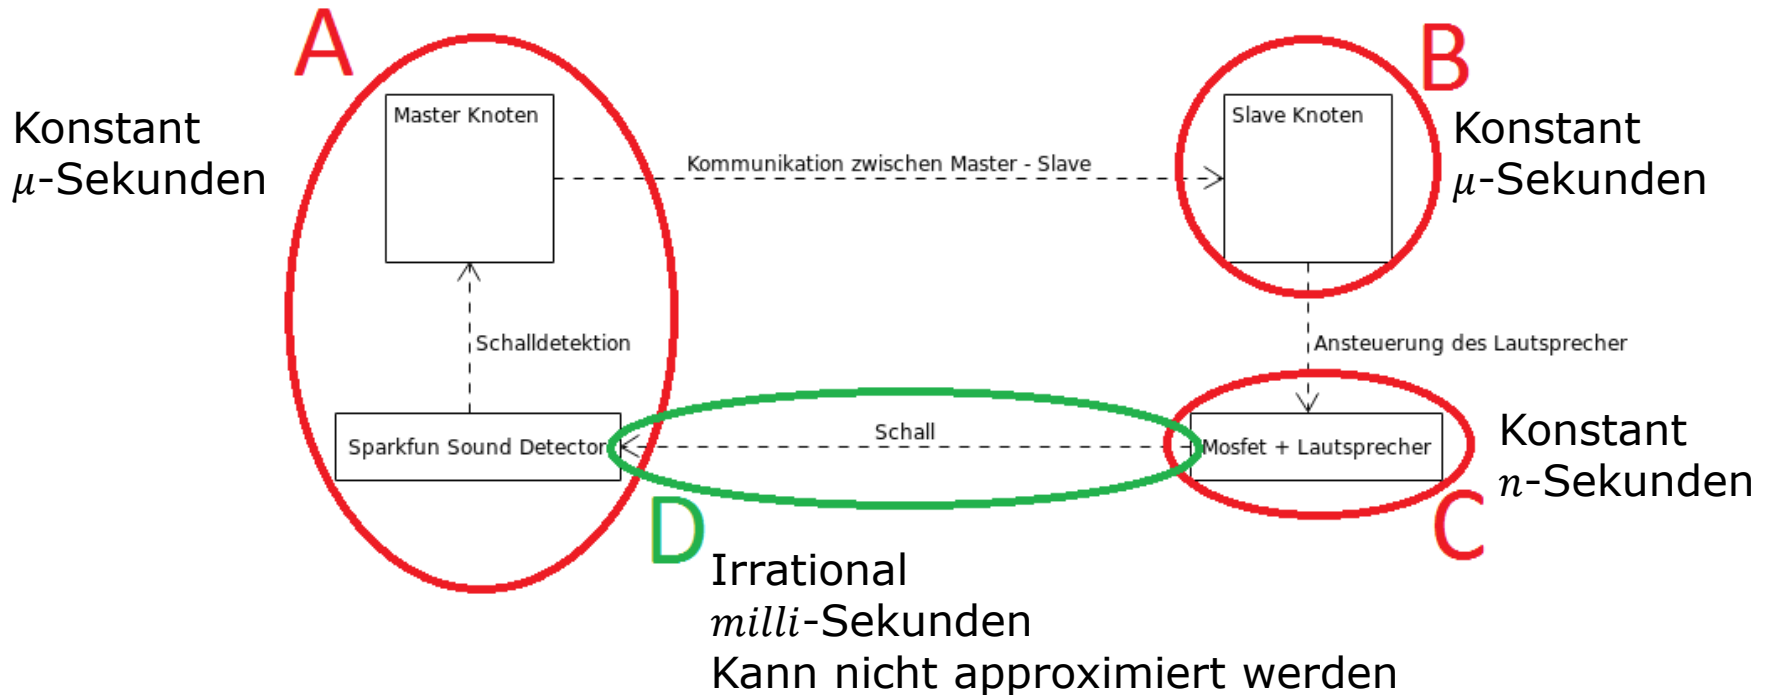 A
B
Master Knoten
Slave Knoten
Konstant
μ-Sekunden
Konstant
μ-Sekunden
Kommunikation zwischen Master - Slave
Schalldetektion
Ansteuerung des Lautsprecher
Schall
Sparkfun Sound Detector
Mosfet + Lautsprecher
Konstant
n-Sekunden
D
C
Irrational
milli-Sekunden
Kann nicht approximiert werden